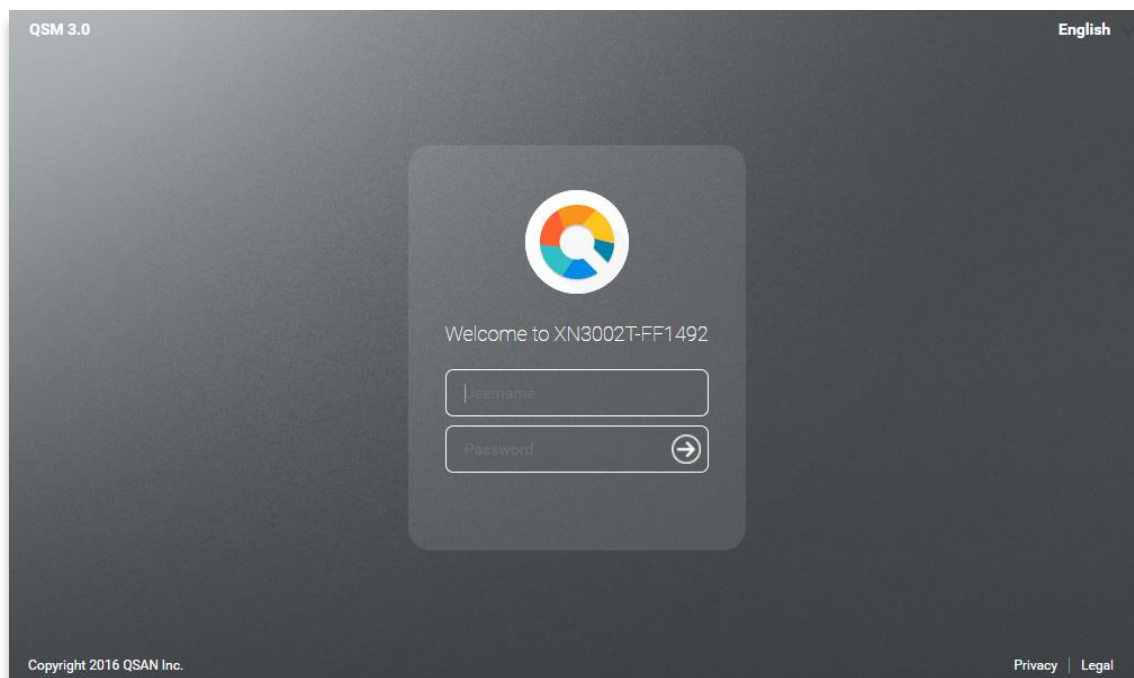 QSM 3.0
English
Welcome to XN3002T-FF1492
Username
Password
Copyright 2016 QSAN Inc.
Privacy | Legal